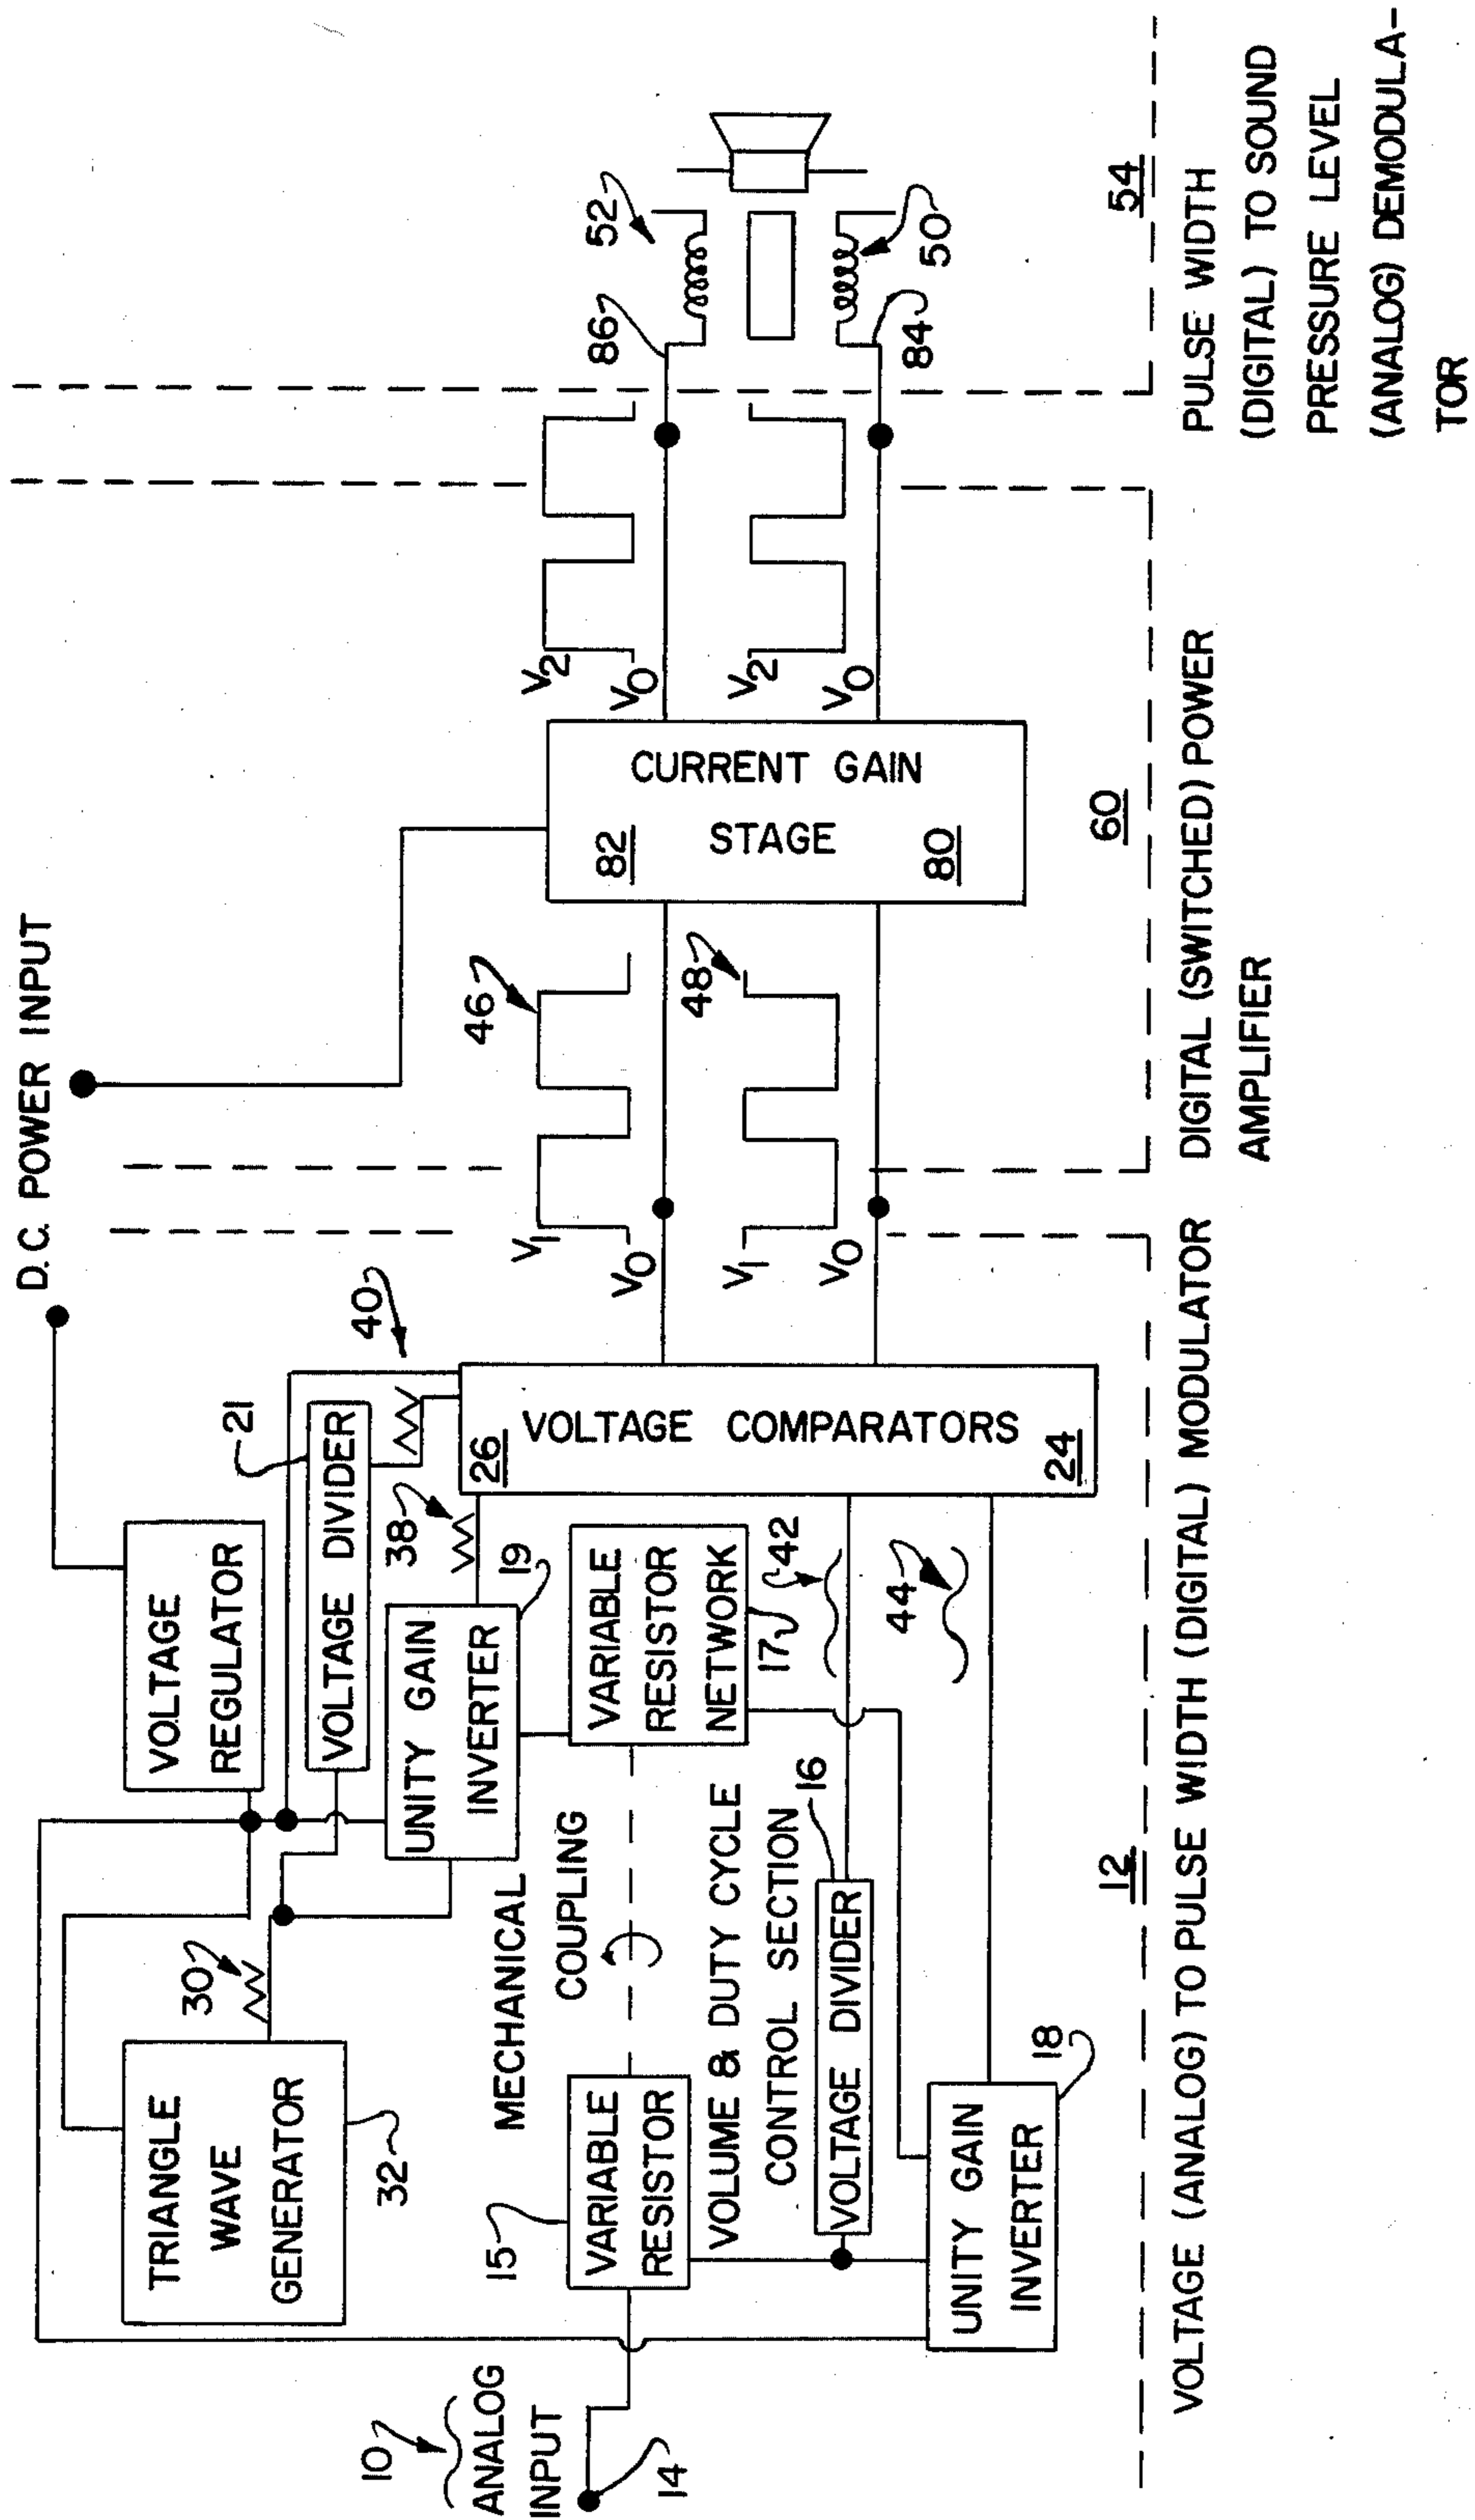 D.C. POWER INPUT
VOLTAGE
REGULATOR
21
VOLTAGE DIVIDER
40
TRIANGLE
WAVE
GENERATOR
32
30
UNITY GAIN
INVERTER
38
19
26
VOLTAGE COMPARATORS
24
10
ANALOG
INPUT
14
15
VARIABLE
RESISTOR
MECHANICAL
COUPLING
VARIABLE
RESISTOR
NETWORK
17
42
44
VOLUME & DUTY CYCLE
CONTROL SECTION
16
VOLTAGE DIVIDER
UNITY GAIN
INVERTER
18
12
VOLTAGE (ANALOG) TO PULSE WIDTH (DIGITAL) MODULATOR
V1
V0
46
V1
V0
48
82
CURRENT GAIN
STAGE
80
V2
V0
V2
V0
60
DIGITAL (SWITCHED) POWER
AMPLIFIER
86
52
84
50
54
PULSE WIDTH
(DIGITAL) TO SOUND
PRESSURE LEVEL
(ANALOG) DEMODULA-
TOR